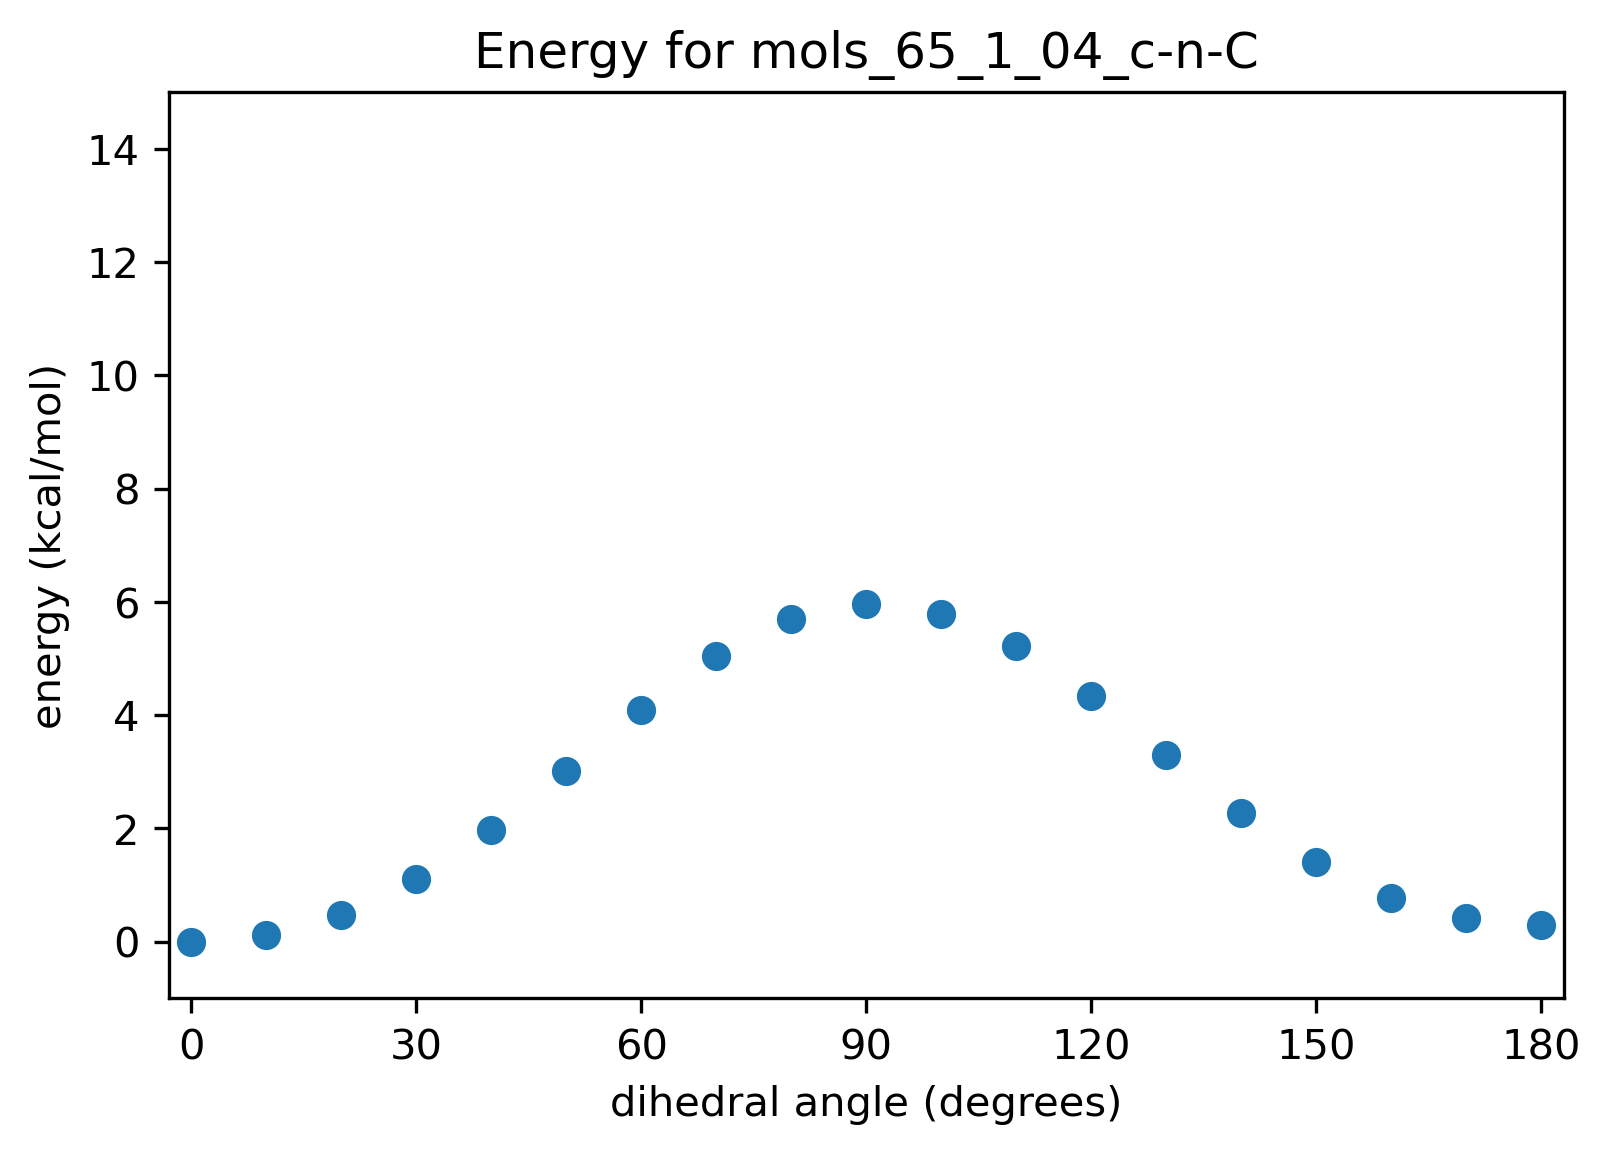 Energy for mols_65_1_04_c-n-C
14
12
10
8
6
4
2
0
energy (kcal/mol)
0 30 60 90 120 150 180
dihedral angle (degrees)